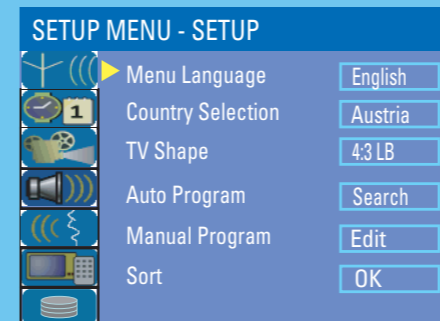 SETUP MENU - SETUP
Menu Language English
Country Selection Austria
TV Shape 4:3 LB
Auto Program Search
Manual Program Edit
Sort OK
1